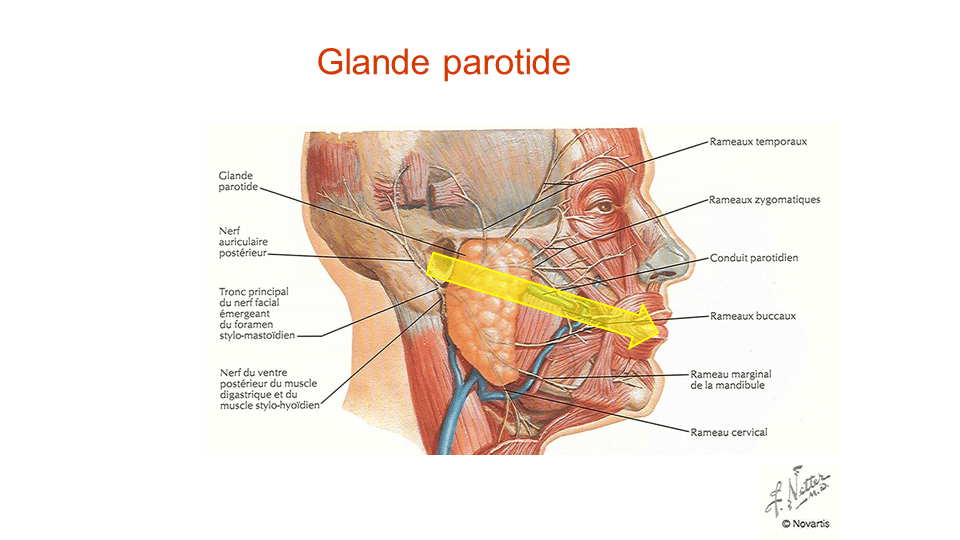 Glande parotide
Glande
parotide
Nerf
auriculaire
postérieur
Tronc principal
du nerf facial
émergeant
du foramen
stylo-mastoïdien
Nerf du ventre
postérieur du muscle
digastrique et du
muscle stylo-hyoïdien
Rameaux temporaux
Rameaux zygomatiques
Conduit parotidien
Rameaux buccaux
Rameau marginal
de la mandibule
Rameau cervical
F. Netter
M.D.
© Novartis